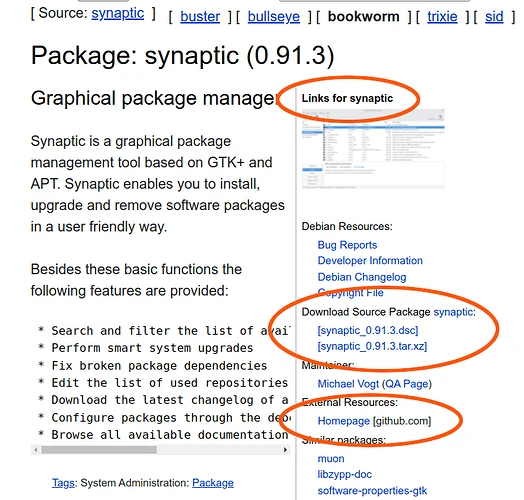 [ Source: synaptic ] [ buster ] [ bullseye ] [ bookworm ] [ trixie ] [ sid ]
Package: synaptic (0.91.3)
Graphical package manager
Synaptic is a graphical package
management tool based on GTK+ and
APT. Synaptic enables you to install,
upgrade and remove software packages
in a user friendly way.
Besides these basic functions the
following features are provided:
* Search and filter the list of avai
* Perform smart system upgrades
* Fix broken package dependencies
* Edit the list of used repositories
* Download the latest changelog of a
* Configure packages through the deb
* Browse all available documentation
Tags: System Administration: Package
Links for synaptic
Debian Resources:
Bug Reports
Developer Information
Debian Changelog
Copyright File
Download Source Package synaptic:
[synaptic_0.91.3.dsc]
[synaptic_0.91.3.tar.xz]
Maintainer:
Michael Vogt (QA Page)
External Resources:
Homepage [github.com]
Similar packages:
muon
libzypp-doc
software-properties-gtk